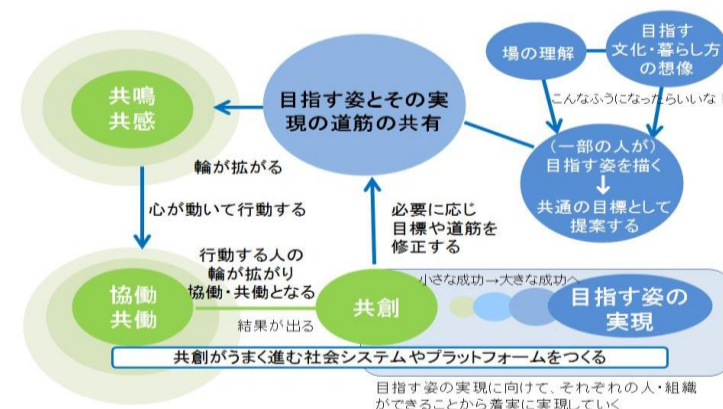 場の理解
目指す
文化・暮らし方
の想像
こんなふうになったらいいな！
（一部の人が）
目指す姿を描く
共通の目標として
提案する
目指す姿とその実
現の道筋の共有
共鳴
共感
輪が拡がる
心が動いて行動する
行動する人の
輪が拡がり
協働・共働となる
協働
共働
結果が出る
共創
必要に応じ
目標や道筋を
修正する
小さな成功→大きな成功へ
目指す姿の
実現
共創がうまく進む社会システムやプラットフォームをつくる
目指す姿の実現に向けて、それぞれの人・組織
ができることから着実に実現していく